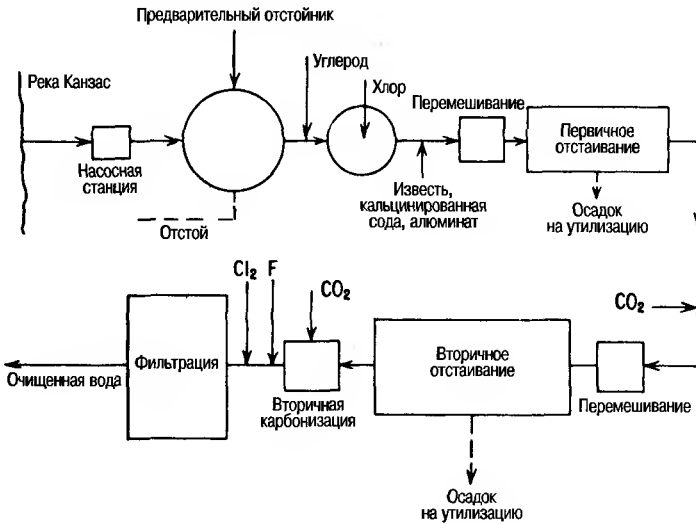 Предварительный отстойник
Река Канзас
Углерод
Хлор
Перемешивание
Насосная
станция
Первичное
отстаивание
Отстой
Известь,
кальцинированная
сода, алюминат
Осадок
на утилизацию
Cl₂ F
CO₂
CO₂
Фильтрация
Очищенная вода
Вторичная
карбонизация
Вторичное
отстаивание
Перемешивание
Осадок
на утилизацию